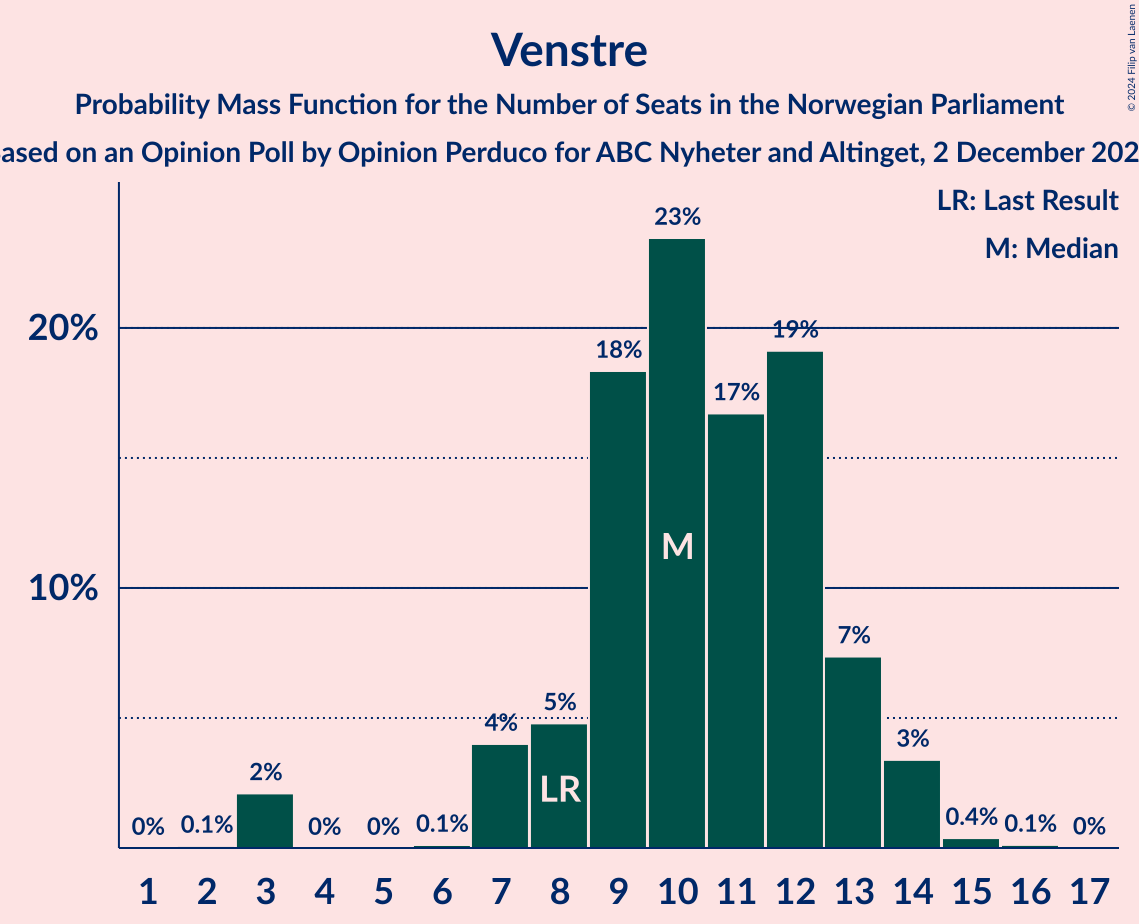 Venstre
Probability Mass Function for the Number of Seats in the Norwegian Parliament
ased on an Opinion Poll by Opinion Perduco for ABC Nyheter and Altinget, 2 December 202
© 2024 Filip van Laenen
LR: Last Result
M: Median
20%
10%
0% 0.1% 2% 0% 0% 0.1% 4% 5% 18% 23% 17% 19% 7% 3% 0.4% 0.1% 0%
M
LR
1 2 3 4 5 6 7 8 9 10 11 12 13 14 15 16 17